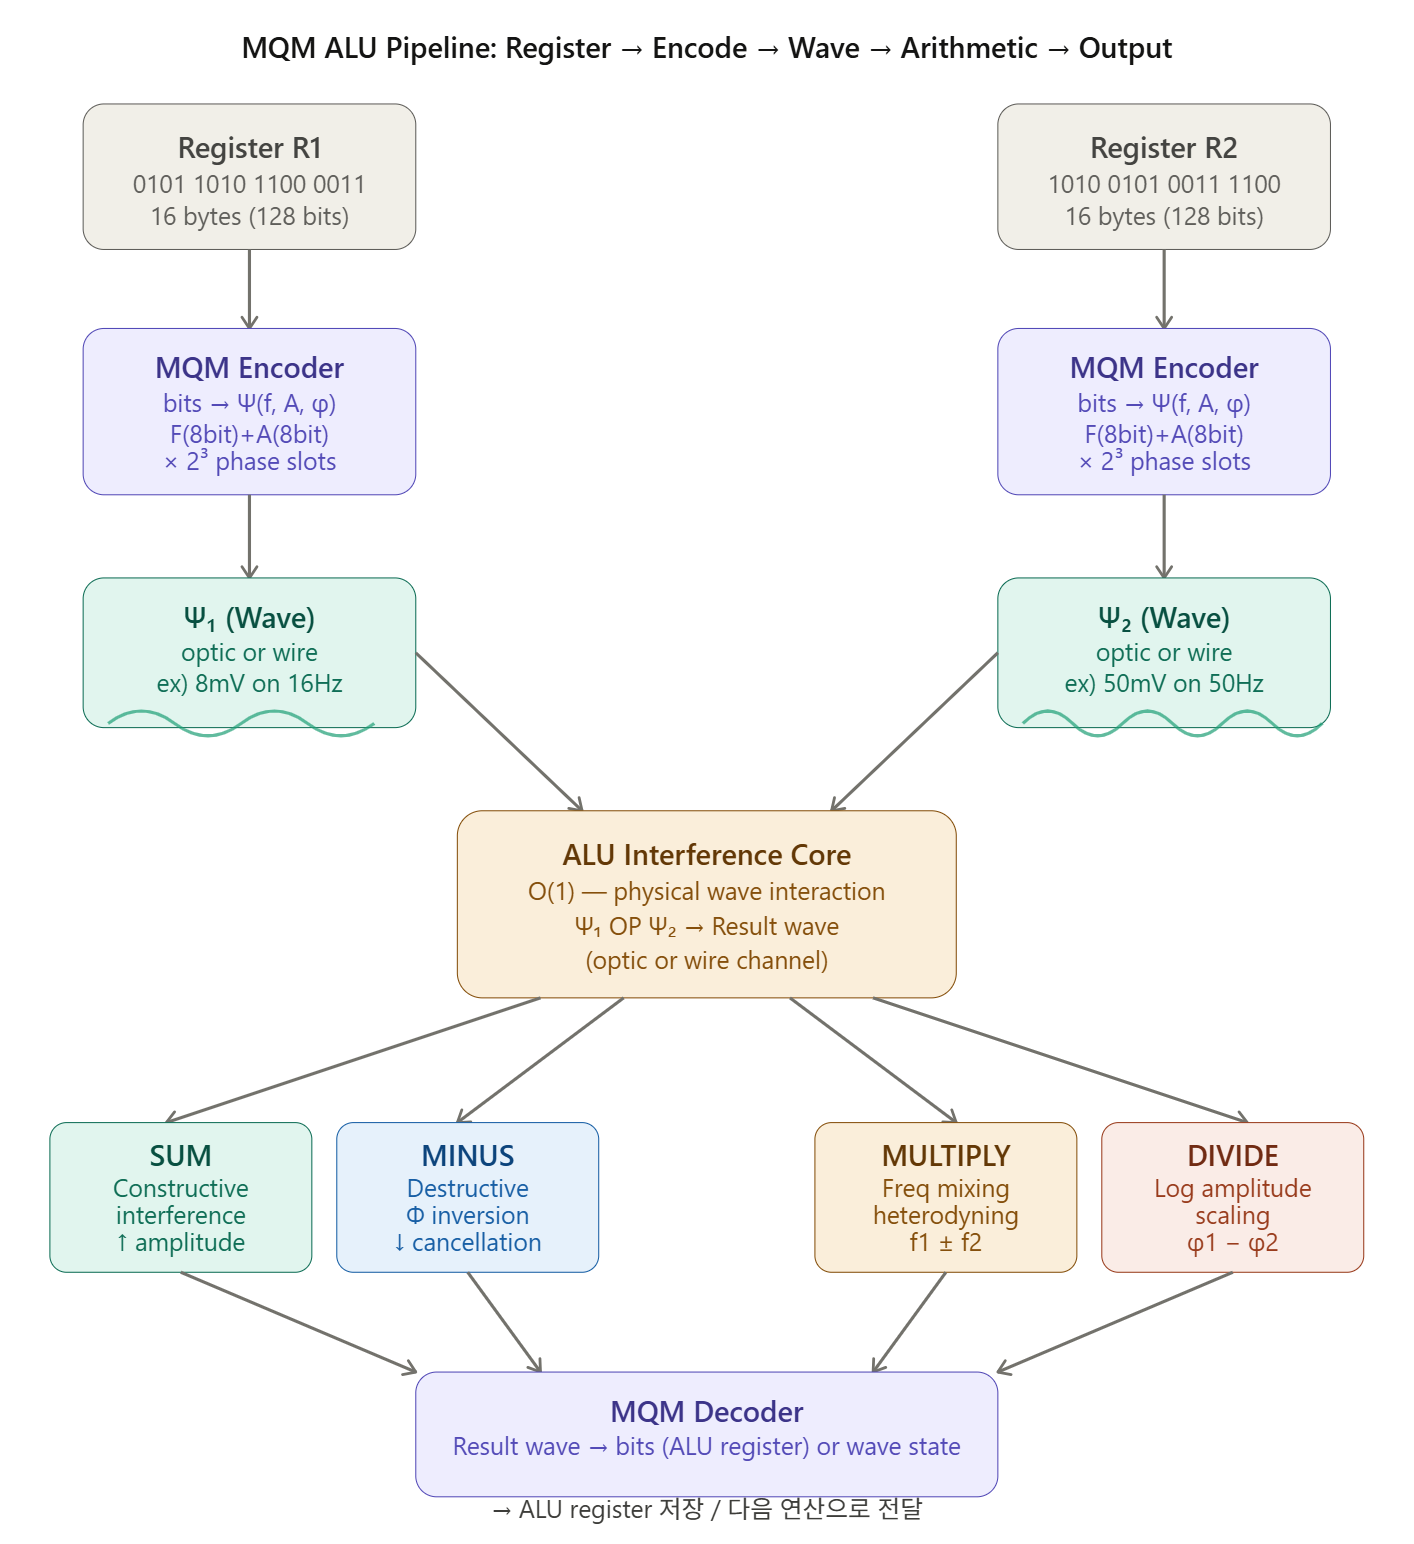 MQM ALU Pipeline: Register → Encode → Wave → Arithmetic → Output
Register R1
0101 1010 1100 0011
16 bytes (128 bits)
Register R2
1010 0101 0011 1100
16 bytes (128 bits)
MQM Encoder
bits → Ψ(f, A, φ)
F(8bit)+A(8bit)
× 2³ phase slots
MQM Encoder
bits → Ψ(f, A, φ)
F(8bit)+A(8bit)
× 2³ phase slots
Ψ₁ (Wave)
optic or wire
ex) 8mV on 16Hz
Ψ₂ (Wave)
optic or wire
ex) 50mV on 50Hz
ALU Interference Core
O(1) — physical wave interaction
Ψ₁ OP Ψ₂ → Result wave
(optic or wire channel)
SUM
Constructive
interference
↑ amplitude
MINUS
Destructive
Φ inversion
↓ cancellation
MULTIPLY
Freq mixing
heterodyning
f1 ± f2
DIVIDE
Log amplitude
scaling
φ1 − φ2
MQM Decoder
Result wave → bits (ALU register) or wave state
→ ALU register 저장 / 다음 연산으로 전달